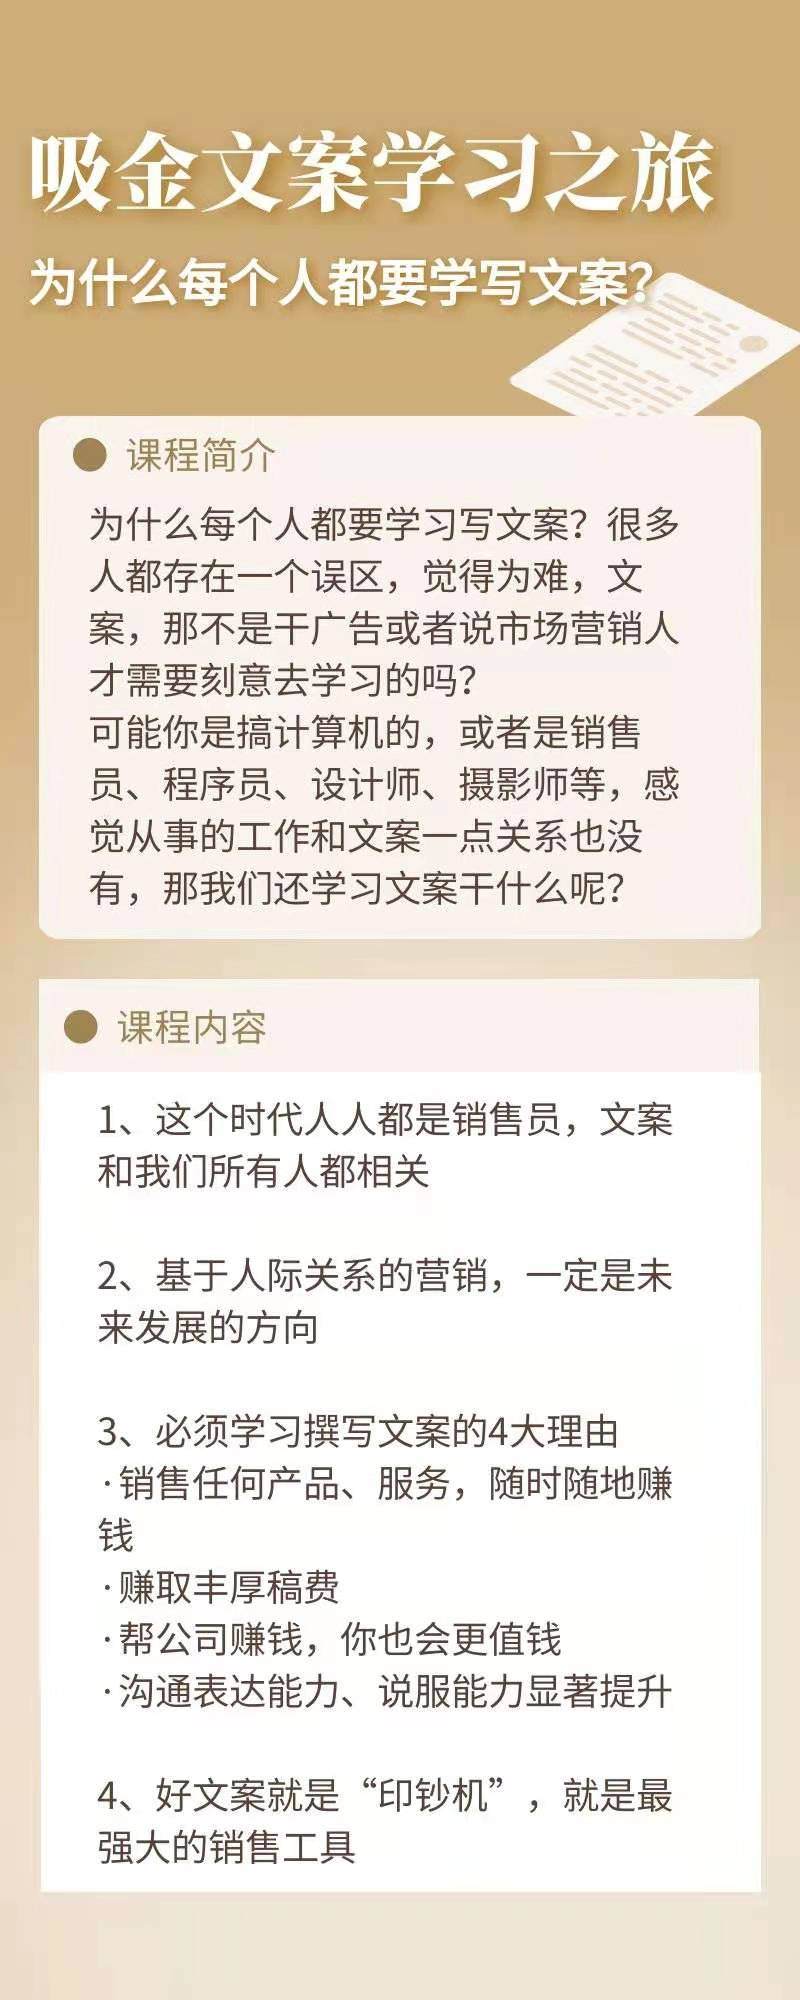 吸金文案学习之旅
为什么每个人都要学写文案？
课程简介
为什么每个人都要学习写文案？很多
人都存在一个误区，觉得为难，文
案，那不是干广告或者说市场营销人
才需要刻意去学习的吗？
可能你是搞计算机的，或者是销售
员、程序员、设计师、摄影师等，感
觉从事的工作和文案一点关系也没
有，那我们还学习文案干什么呢？
课程内容
1、这个时代人人都是销售员，文案
和我们所有人都相关
2、基于人际关系的营销，一定是未
来发展的方向
3、必须学习撰写文案的4大理由
·销售任何产品、服务，随时随地赚
钱
·赚取丰厚稿费
·帮公司赚钱，你也会更值钱
·沟通表达能力、说服能力显著提升
4、好文案就是“印钞机”，就是最
强大的销售工具